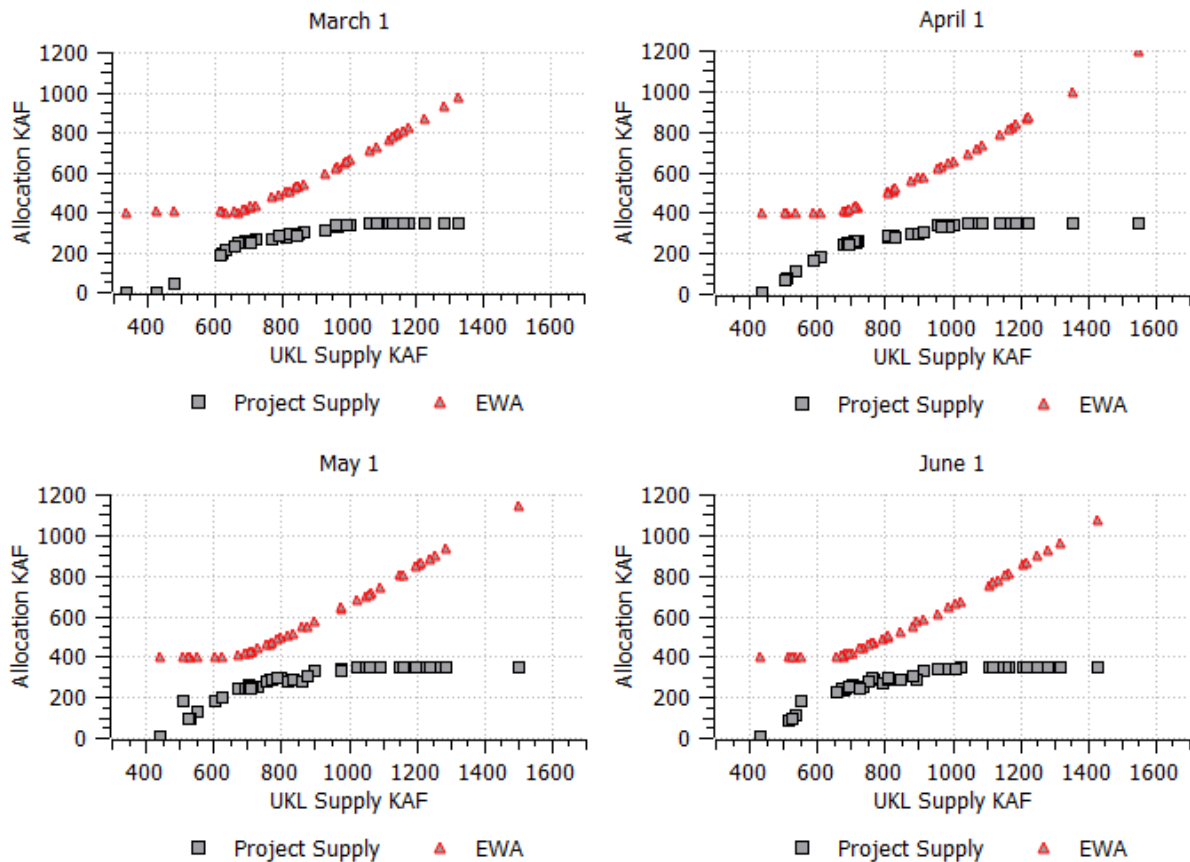 March 1
1200
1000
800
600
400
200
0
Allocation KAF
400 600 800 1000 1200 1400 1600
UKL Supply KAF
Project Supply EWA
April 1
1200
1000
800
600
400
200
0
Allocation KAF
400 600 800 1000 1200 1400 1600
UKL Supply KAF
Project Supply EWA
May 1
1200
1000
800
600
400
200
0
Allocation KAF
400 600 800 1000 1200 1400 1600
UKL Supply KAF
Project Supply EWA
June 1
1200
1000
800
600
400
200
0
Allocation KAF
400 600 800 1000 1200 1400 1600
UKL Supply KAF
Project Supply EWA